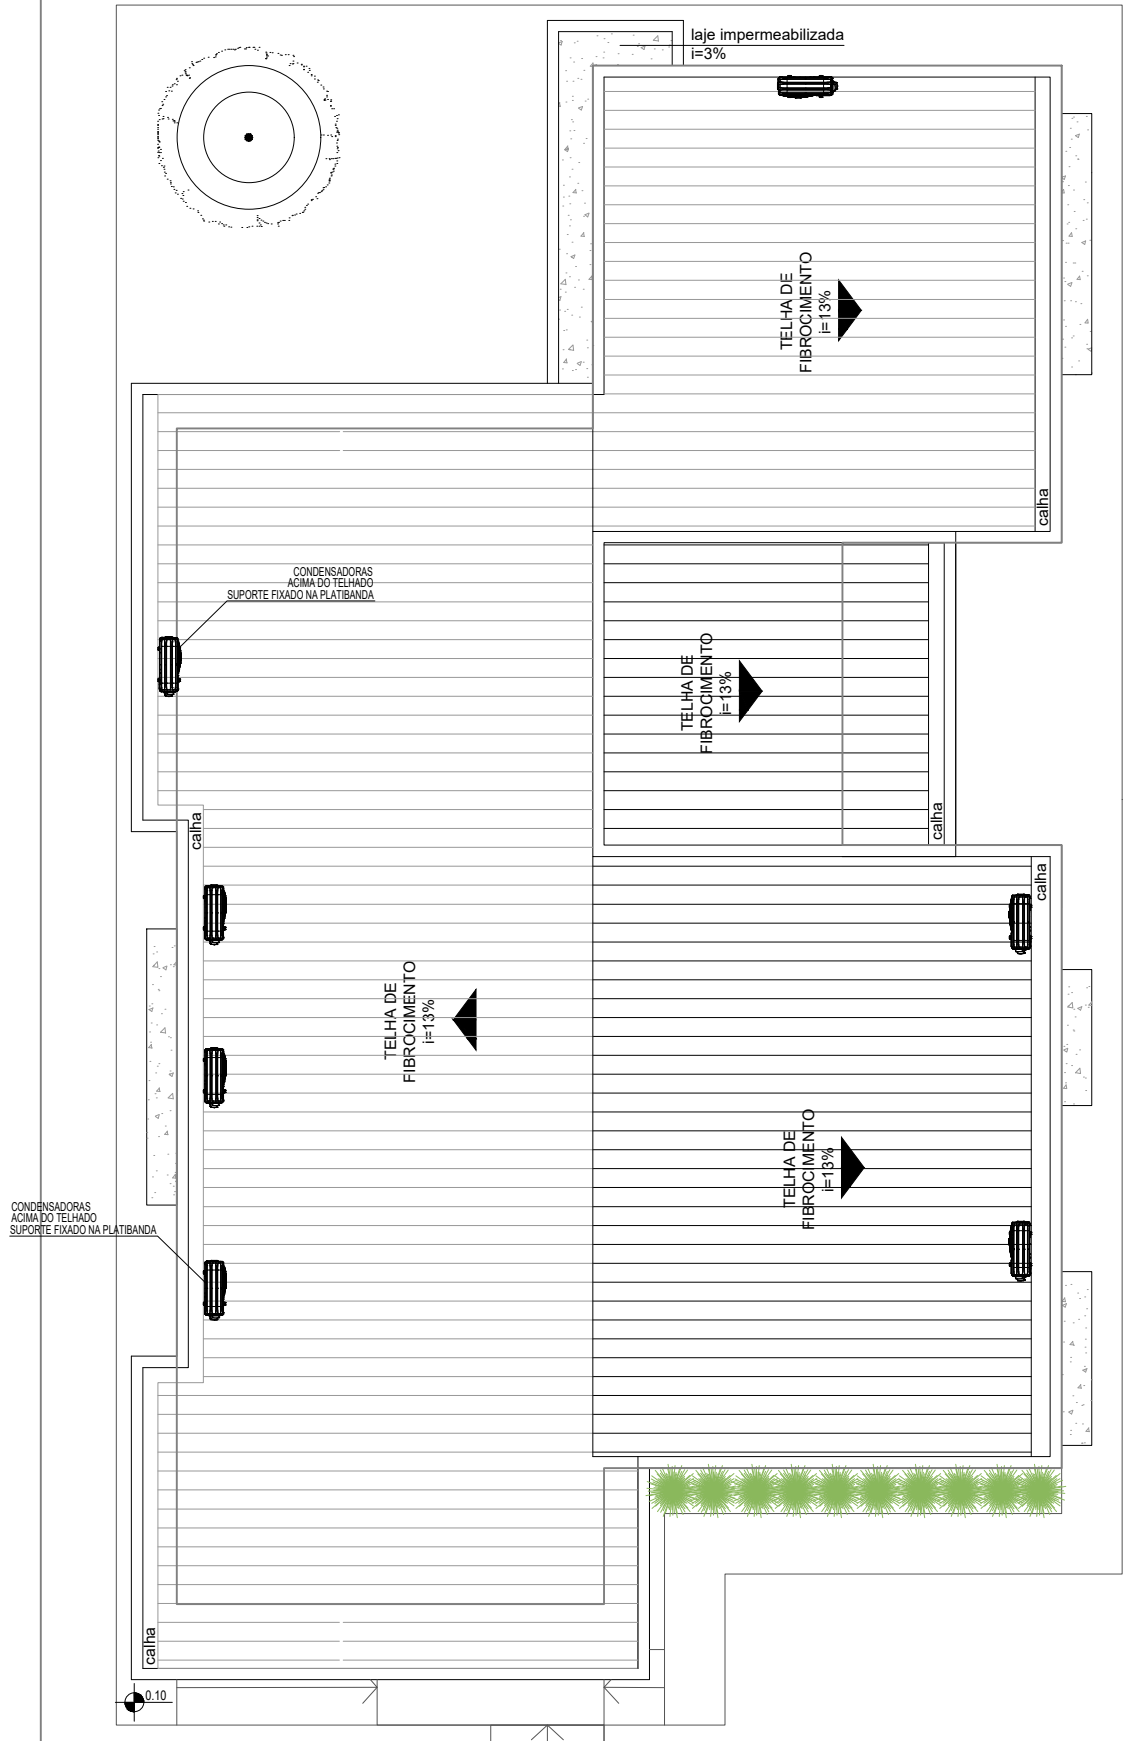 laje impermeabilizada
i=3%
TELHA DE
FIBROCIMENTO
i=13%
calha
CONDENSADORAS
ACIMA DO TELHADO
SUPORTE FIXADO NA PLATIBANDA
TELHA DE
FIBROCIMENTO
i=13%
calha
calha
calha
TELHA DE
FIBROCIMENTO
i=13%
TELHA DE
FIBROCIMENTO
i=13%
CONDENSADORAS
ACIMA DO TELHADO
SUPORTE FIXADO NA PLATIBANDA
calha
0.10